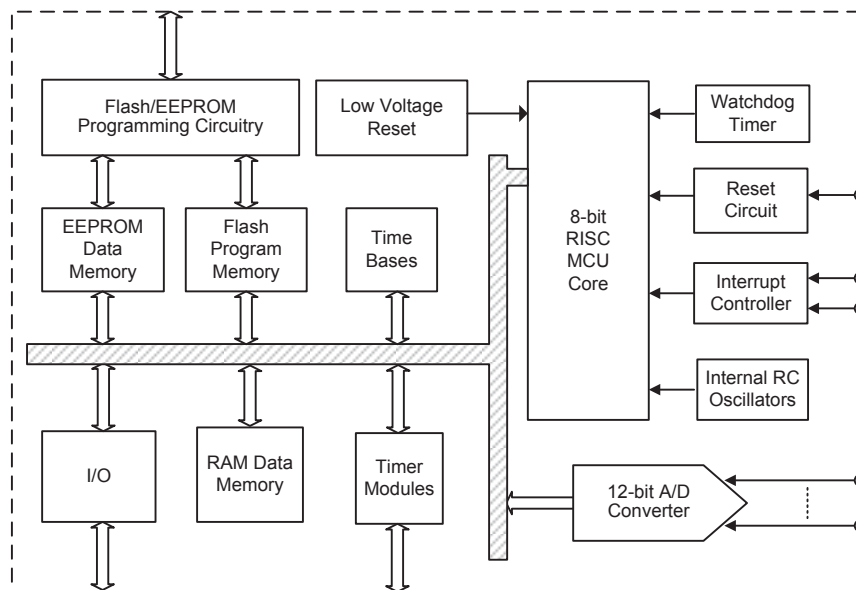 Flash/EEPROM
Programming Circuitry
Low Voltage
Reset
Watchdog
Timer
EEPROM
Data
Memory
Flash
Program
Memory
Time
Bases
8-bit
RISC
MCU
Core
Reset
Circuit
Interrupt
Controller
Internal RC
Oscillators
I/O
RAM Data
Memory
Timer
Modules
12-bit A/D
Converter